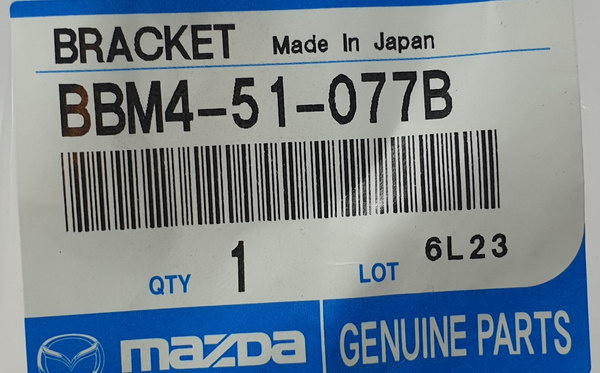 BRACKET Made In Japan
BBM4-51-077B
QTY 1 LOT 6L23
mazda GENUINE PARTS